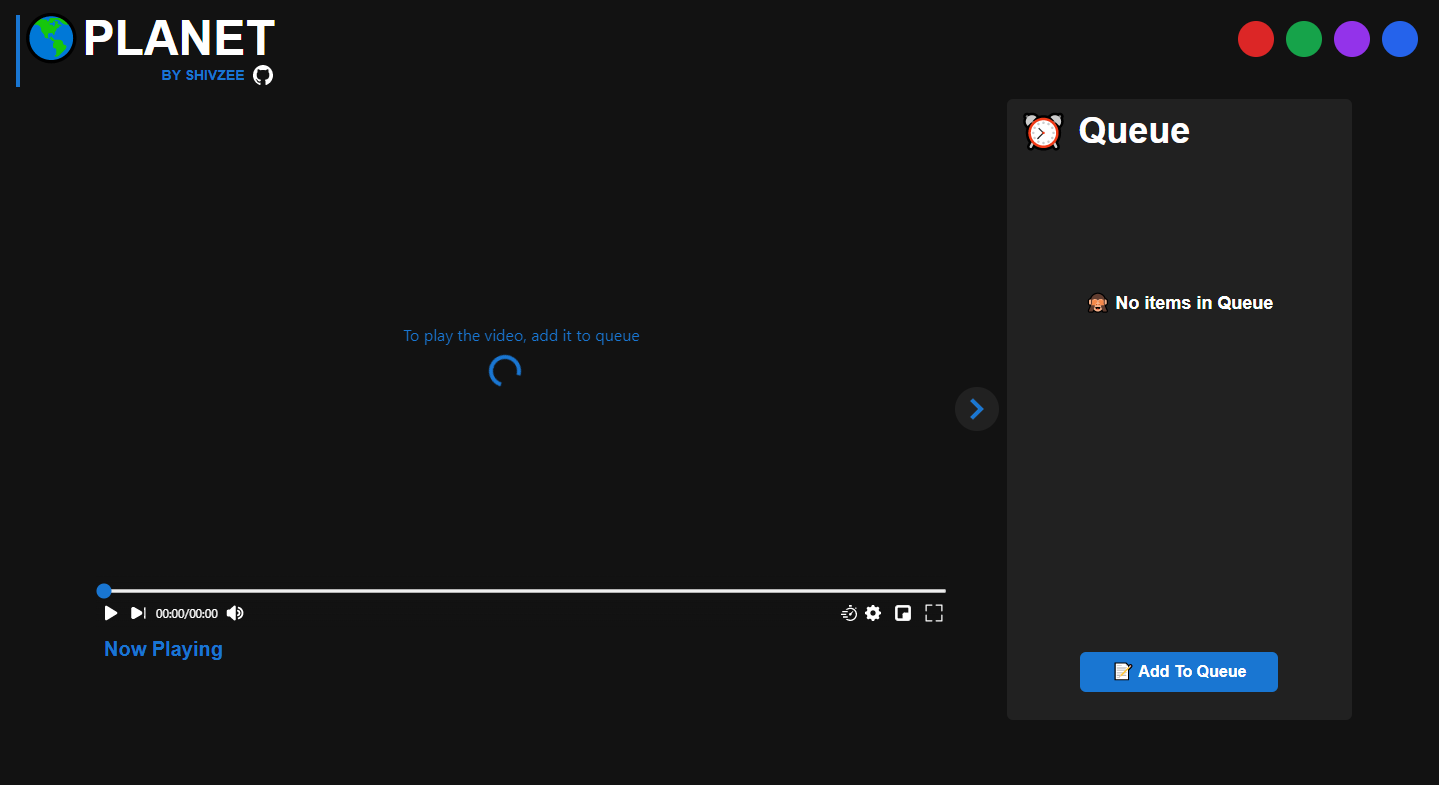 PLANET
BY SHIVZEE
Queue
No items in Queue
To play the video, add it to queue
00:00/00:00
Now Playing
Add To Queue